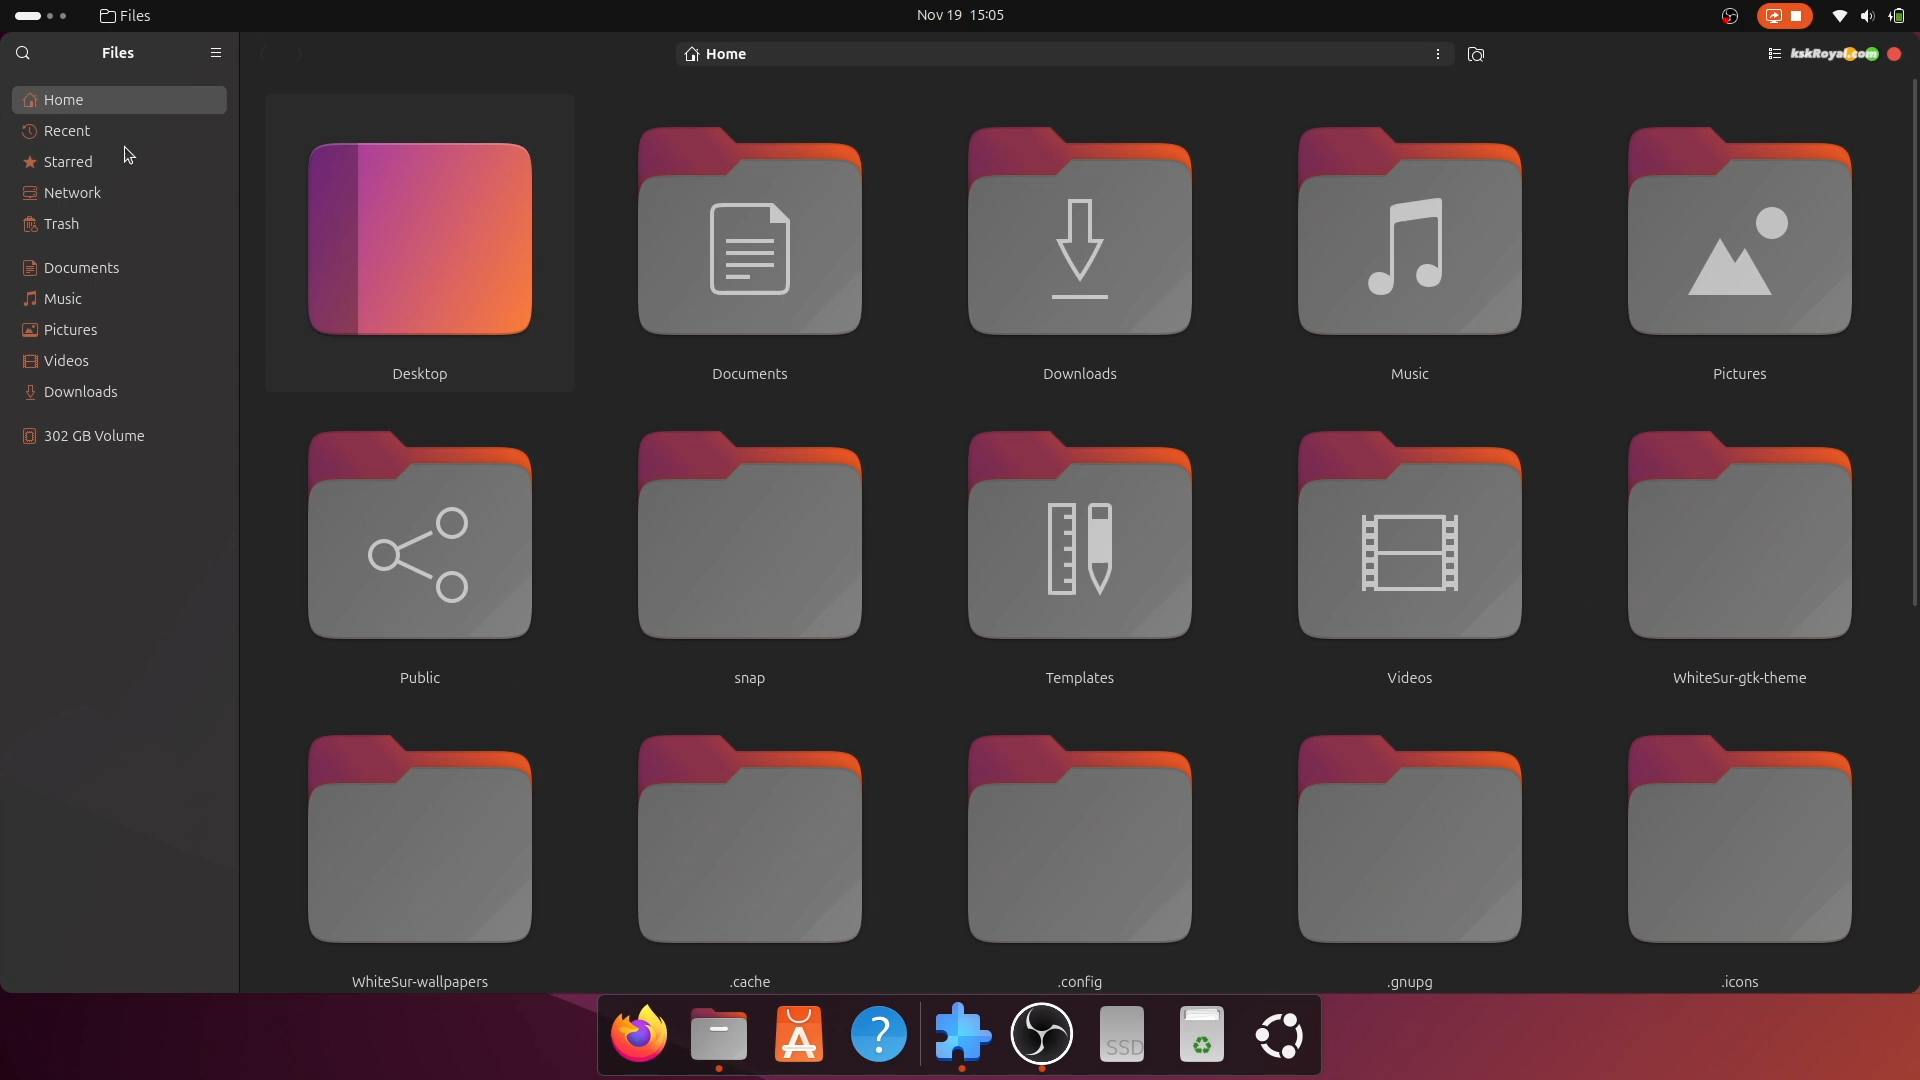 Files
Nov 19 15:05
Files
Home
kskRoyal.com
Home
Recent
Starred
Network
Trash
Documents
Music
Pictures
Videos
Downloads
302 GB Volume
Desktop
Documents
Downloads
Music
Pictures
Public
snap
Templates
Videos
WhiteSur-gtk-theme
WhiteSur-wallpapers
.cache
.config
.gnupg
.icons
SSD